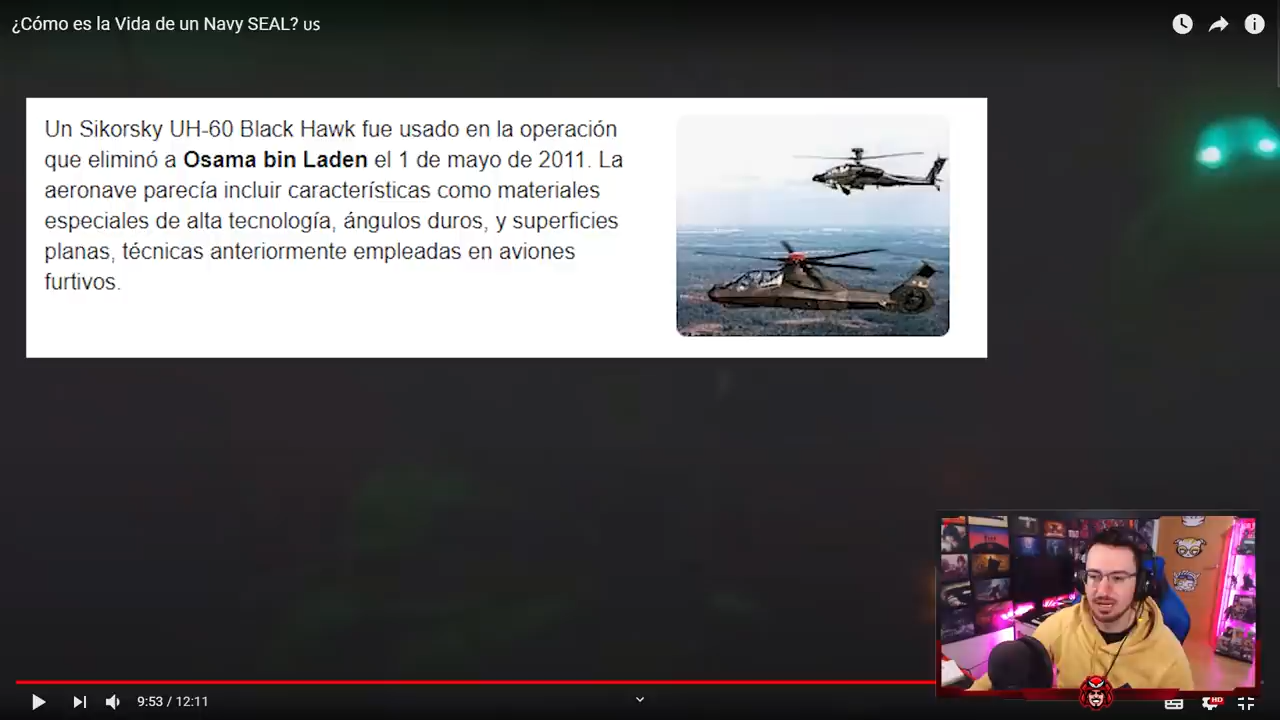 ¿Cómo es la Vida de un Navy SEAL? US
Un Sikorsky UH-60 Black Hawk fue usado en la operación
que eliminó a Osama bin Laden el 1 de mayo de 2011. La
aeronave parecía incluir características como materiales
especiales de alta tecnología, ángulos duros, y superficies
planas, técnicas anteriormente empleadas en aviones
furtivos.
9:53 / 12:11
HD